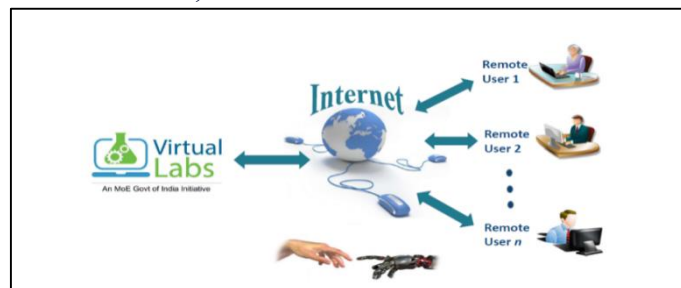 Internet
Virtual
Labs
An MoE Govt of India Initiative
Remote
User 1
Remote
User 2
Remote
User n